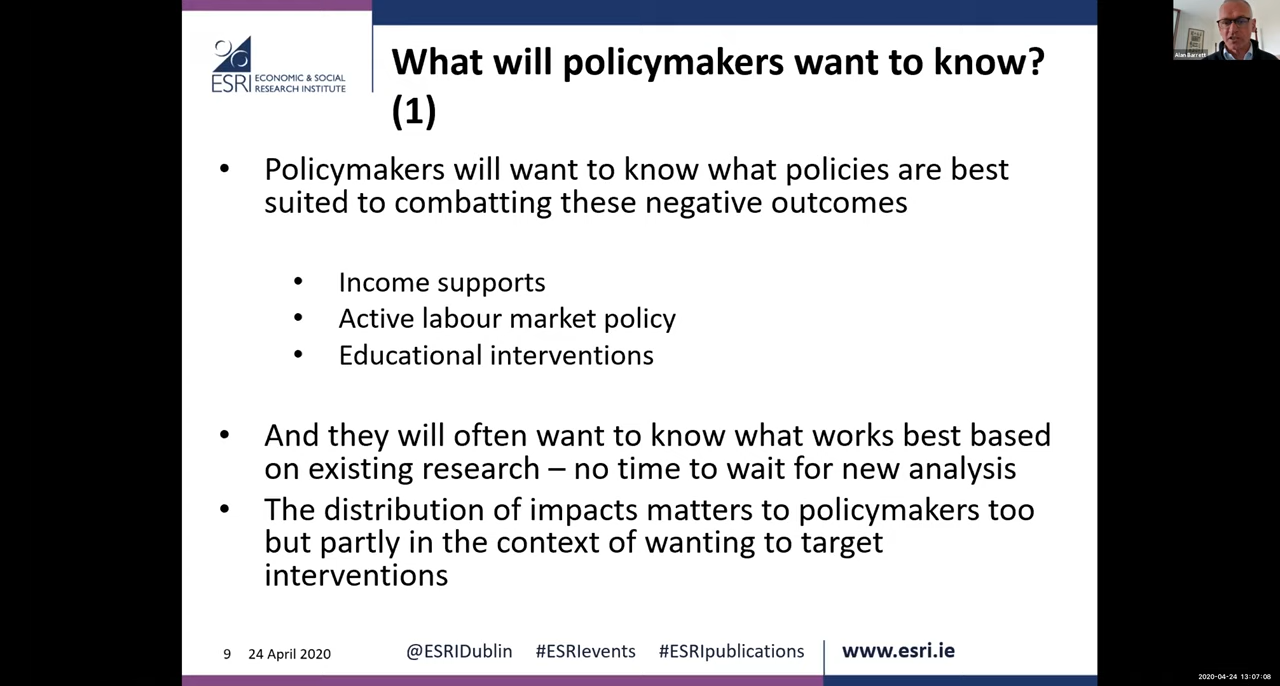 ESRI
ECONOMIC & SOCIAL
RESEARCH INSTITUTE
What will policymakers want to know?
(1)
Alan Barrett
• Policymakers will want to know what policies are best
suited to combatting these negative outcomes
• Income supports
• Active labour market policy
• Educational interventions
• And they will often want to know what works best based
on existing research – no time to wait for new analysis
• The distribution of impacts matters to policymakers too
but partly in the context of wanting to target
interventions
9 24 April 2020
@ESRIDublin #ESRIevents #ESRIpublications
www.esri.ie
2020-04-24 13:07:08